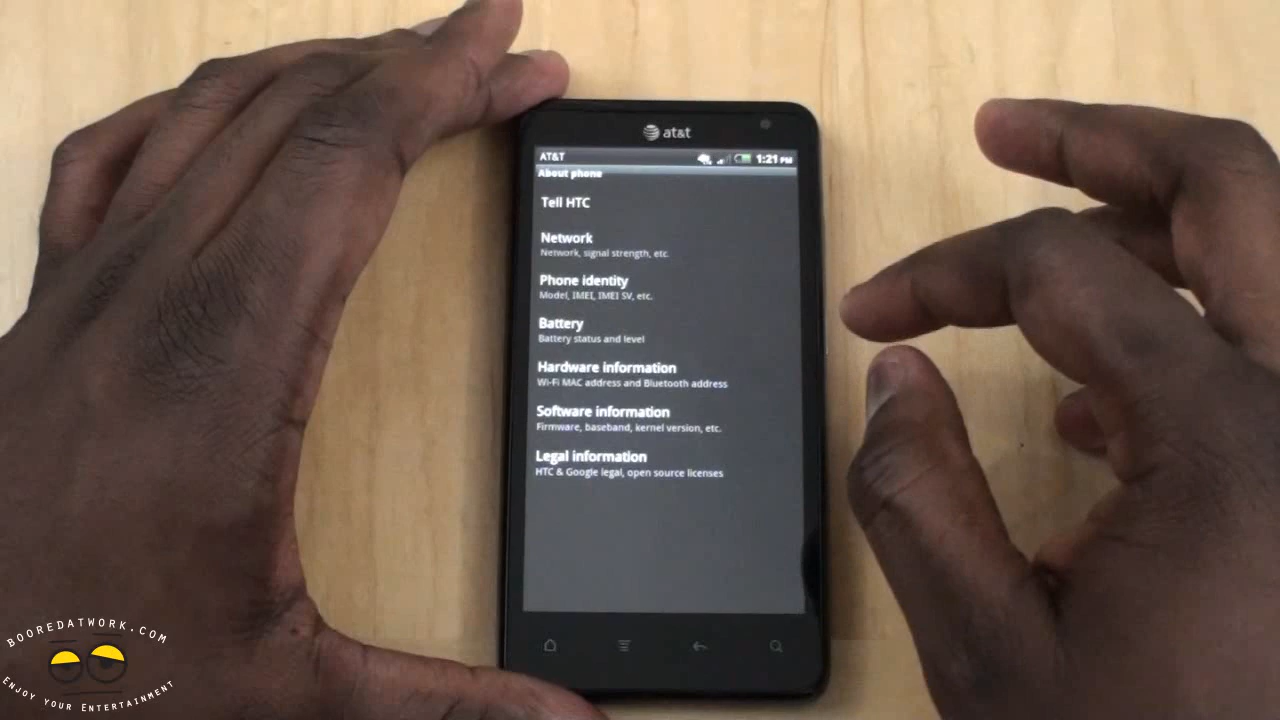 at&t
AT&T 1:21 PM
About phone
Tell HTC
Network
Network, signal strength, etc.
Phone identity
Model, IMEI, IMEI SV, etc.
Battery
Battery status and level
Hardware information
Wi-Fi MAC address and Bluetooth address
Software information
Firmware, baseband, kernel version, etc.
Legal information
HTC & Google legal, open source licenses
BOOREDATWORK.COM
ENJOY YOUR ENTERTAINMENT